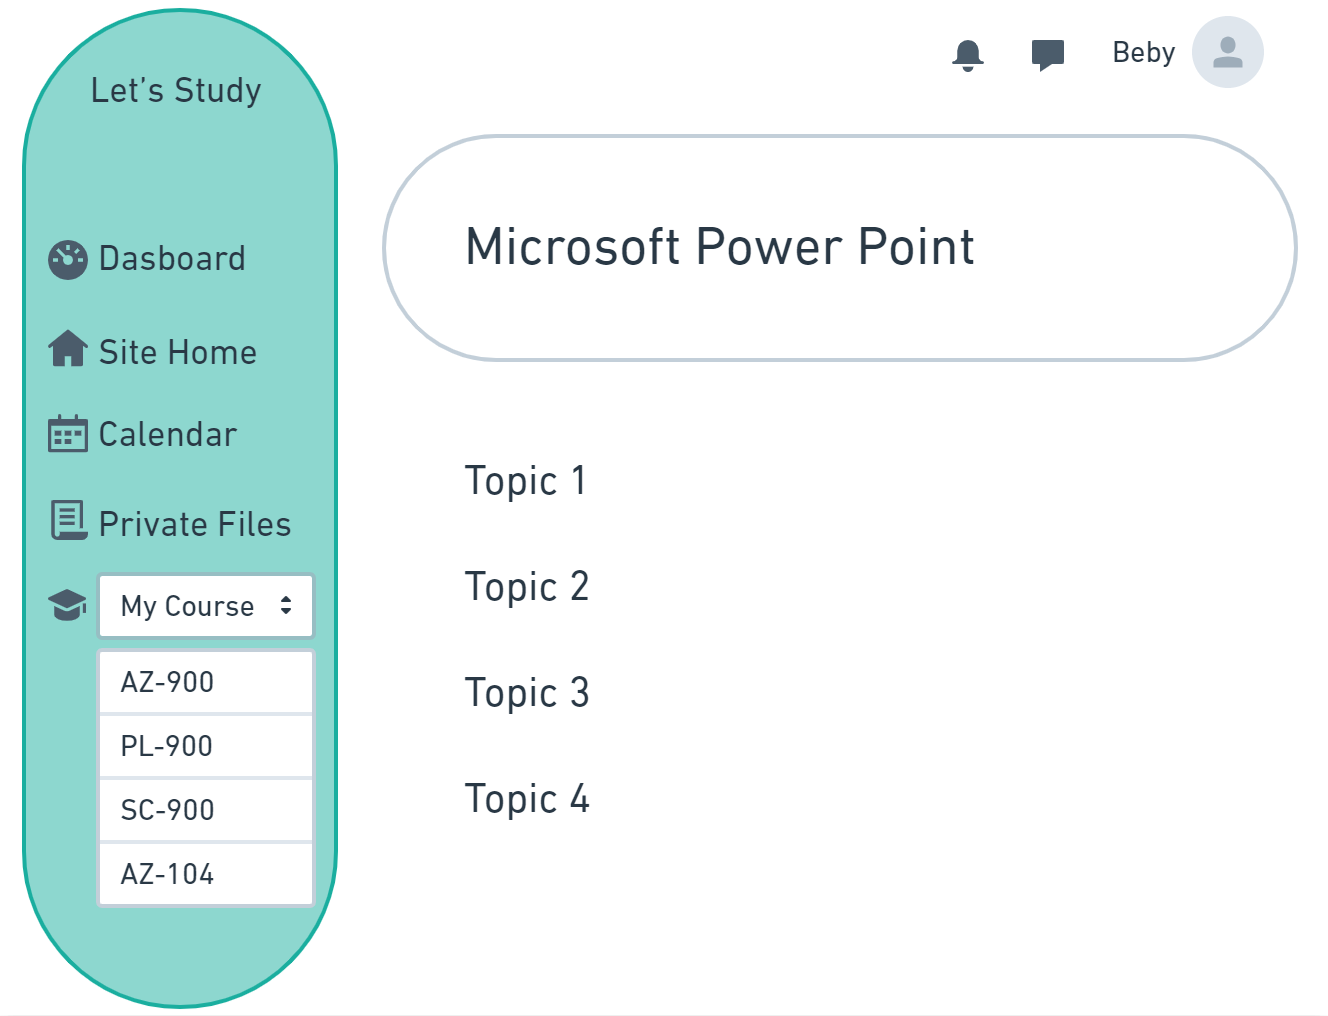 Let's Study
Beby
Dasboard
Site Home
Calendar
Private Files
My Course
AZ-900
PL-900
SC-900
AZ-104
Microsoft Power Point
Topic 1
Topic 2
Topic 3
Topic 4